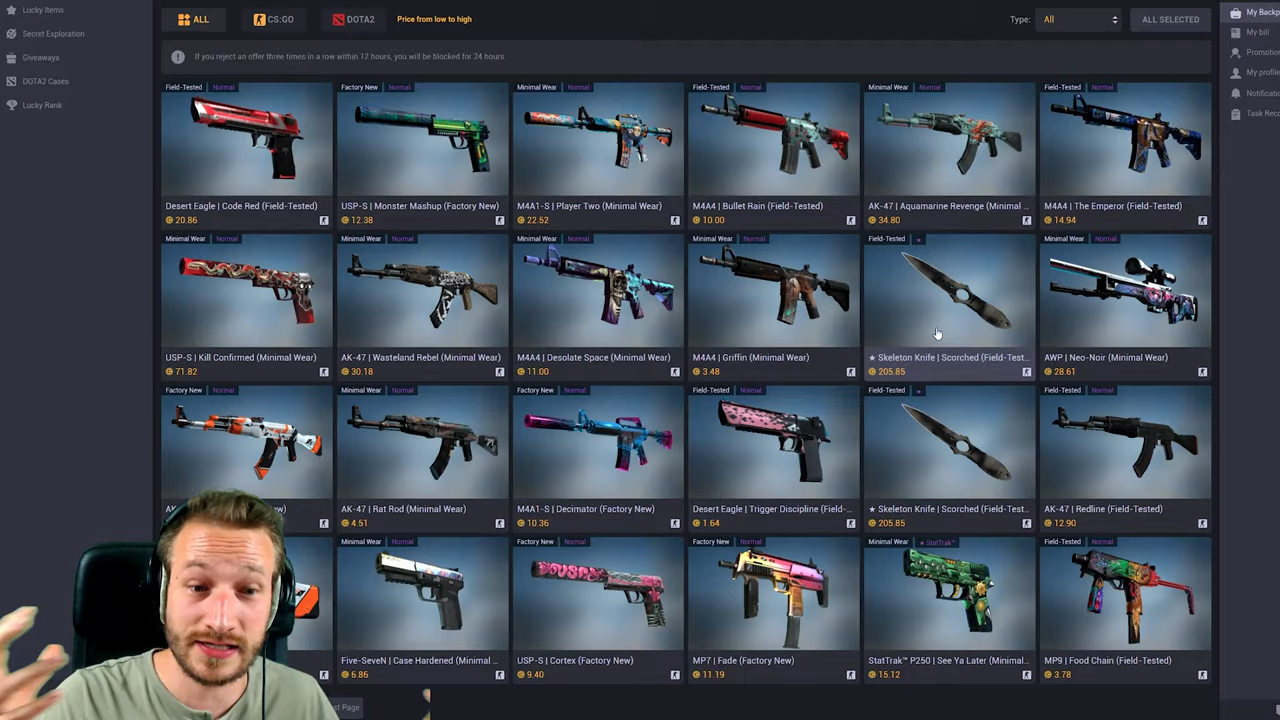 Lucky Items
Secret Exploration
Giveaways
DOTA2 Cases
Lucky Rank
ALL
CS:GO
DOTA2
Price from low to high
Type:
All
ALL SELECTED
My Backp
My bill
Promotio
My profile
Notificatio
Task Reco
If you reject an offer three times in a row within 12 hours, you will be blocked for 24 hours.
Field-Tested Normal
Factory New Normal
Minimal Wear Normal
Field-Tested Normal
Minimal Wear Normal
Field-Tested Normal
Desert Eagle | Code Red (Field-Tested)
USP-S | Monster Mashup (Factory New)
M4A1-S | Player Two (Minimal Wear)
M4A4 | Bullet Rain (Field-Tested)
AK-47 | Aquamarine Revenge (Minimal ...
M4A4 | The Emperor (Field-Tested)
20.86
12.38
22.52
10.00
34.80
14.94
Minimal Wear Normal
Minimal Wear Normal
Minimal Wear Normal
Minimal Wear Normal
Field-Tested ★
Minimal Wear Normal
USP-S | Kill Confirmed (Minimal Wear)
AK-47 | Wasteland Rebel (Minimal Wear)
M4A4 | Desolate Space (Minimal Wear)
M4A4 | Griffin (Minimal Wear)
★ Skeleton Knife | Scorched (Field-Test...
AWP | Neo-Noir (Minimal Wear)
71.82
30.18
11.00
3.48
205.85
28.61
Factory New Normal
Minimal Wear Normal
Factory New Normal
Field-Tested Normal
Field-Tested ★
Field-Tested Normal
AK-47 | Rat Rod (Minimal Wear)
M4A1-S | Decimator (Factory New)
Desert Eagle | Trigger Discipline (Field-...
★ Skeleton Knife | Scorched (Field-Test...
AK-47 | Redline (Field-Tested)
4.51
10.36
1.64
205.85
12.90
Minimal Wear Normal
Factory New Normal
Factory New Normal
Minimal Wear ★ StatTrak™
Field-Tested Normal
Five-SeveN | Case Hardened (Minimal ...
USP-S | Cortex (Factory New)
MP7 | Fade (Factory New)
StatTrak™ P250 | See Ya Later (Minimal...
MP9 | Food Chain (Field-Tested)
6.86
9.40
11.19
15.12
3.78
Page